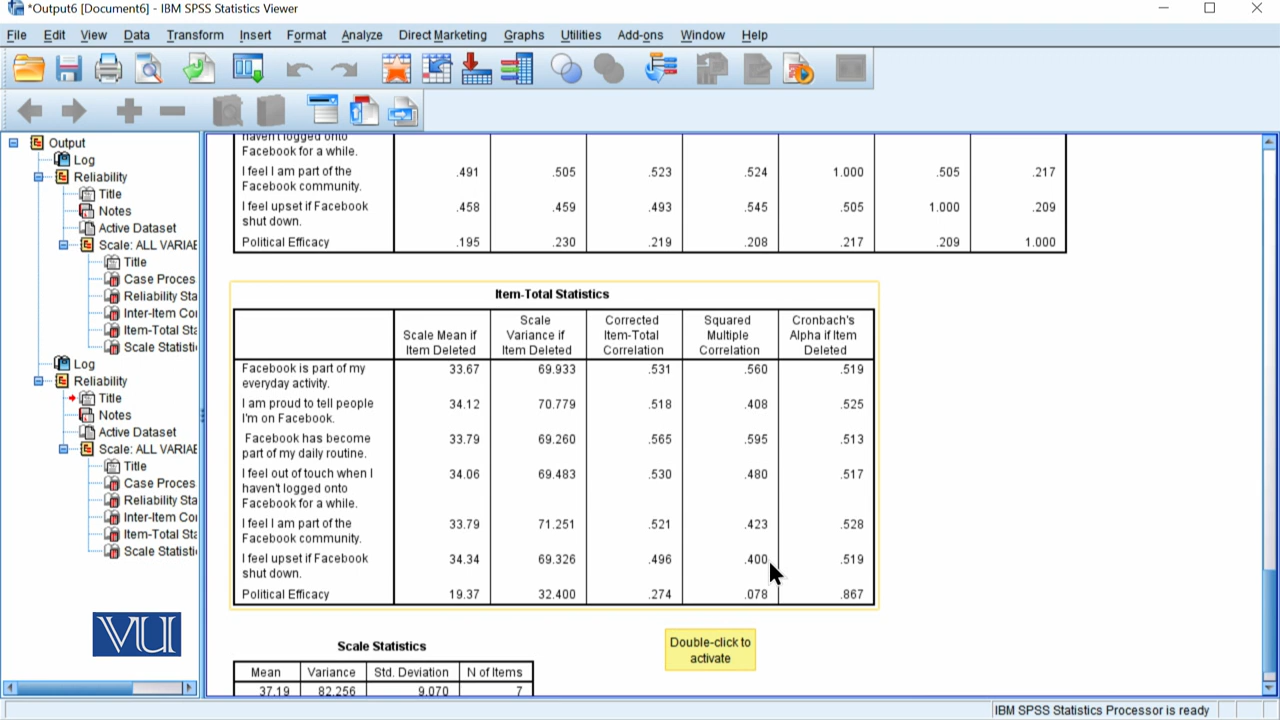 *Output6 [Document6] - IBM SPSS Statistics Viewer
File Edit View Data Transform Insert Format Analyze Direct Marketing Graphs Utilities Add-ons Window Help
Output
Log
Reliability
Title
Notes
Active Dataset
Scale: ALL VARIAE
Title
Case Proces
Reliability Sta
Inter-Item Co
Item-Total Sta
Scale Statisti
Log
Reliability
Title
Notes
Active Dataset
Scale: ALL VARIAE
Title
Case Proces
Reliability Sta
Inter-Item Co
Item-Total Sta
Scale Statisti
VU
haven't logged onto
Facebook for a while.
I feel I am part of the
Facebook community. .491 .505 .523 .524 1.000 .505 .217
I feel upset if Facebook
shut down. .458 .459 .493 .545 .505 1.000 .209
Political Efficacy .195 .230 .219 .208 .217 .209 1.000
Item-Total Statistics
Scale Mean if
Item Deleted
Scale
Variance if
Item Deleted
Corrected
Item-Total
Correlation
Squared
Multiple
Correlation
Cronbach's
Alpha if Item
Deleted
Facebook is part of my
everyday activity. 33.67 69.933 .531 .560 .519
I am proud to tell people
I'm on Facebook. 34.12 70.779 .518 .408 .525
Facebook has become
part of my daily routine. 33.79 69.260 .565 .595 .513
I feel out of touch when I
haven't logged onto
Facebook for a while. 34.06 69.483 .530 .480 .517
I feel I am part of the
Facebook community. 33.79 71.251 .521 .423 .528
I feel upset if Facebook
shut down. 34.34 69.326 .496 .400 .519
Political Efficacy 19.37 32.400 .274 .078 .867
Double-click to
activate
Scale Statistics
Mean Variance Std. Deviation N of Items
37.19 82.256 9.070 7
IBM SPSS Statistics Processor is ready